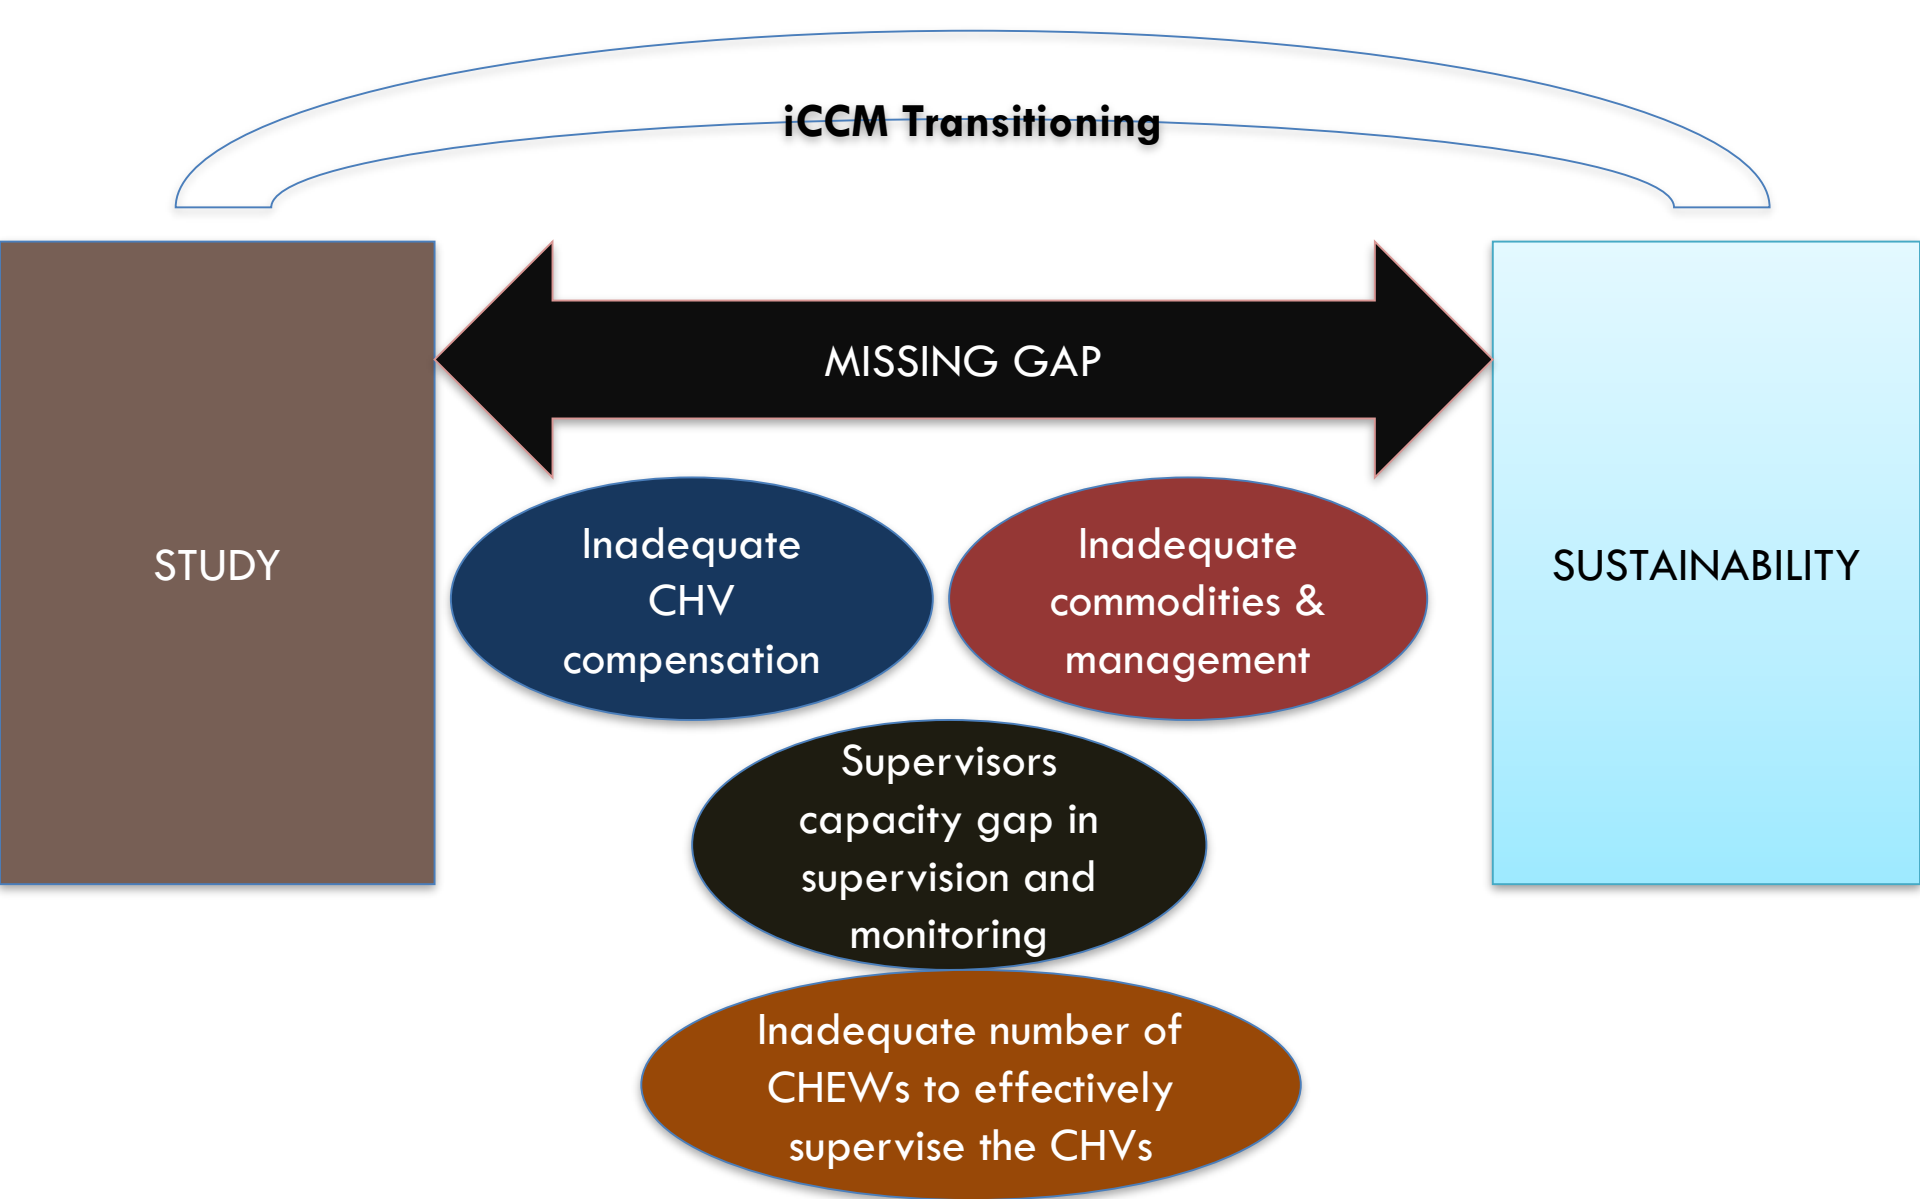 iCCM Transitioning
MISSING GAP
STUDY
Inadequate
CHV
compensation
Inadequate
commodities &
management
SUSTAINABILITY
Supervisors
capacity gap in
supervision and
monitoring
Inadequate number of
CHEWs to effectively
supervise the CHVs